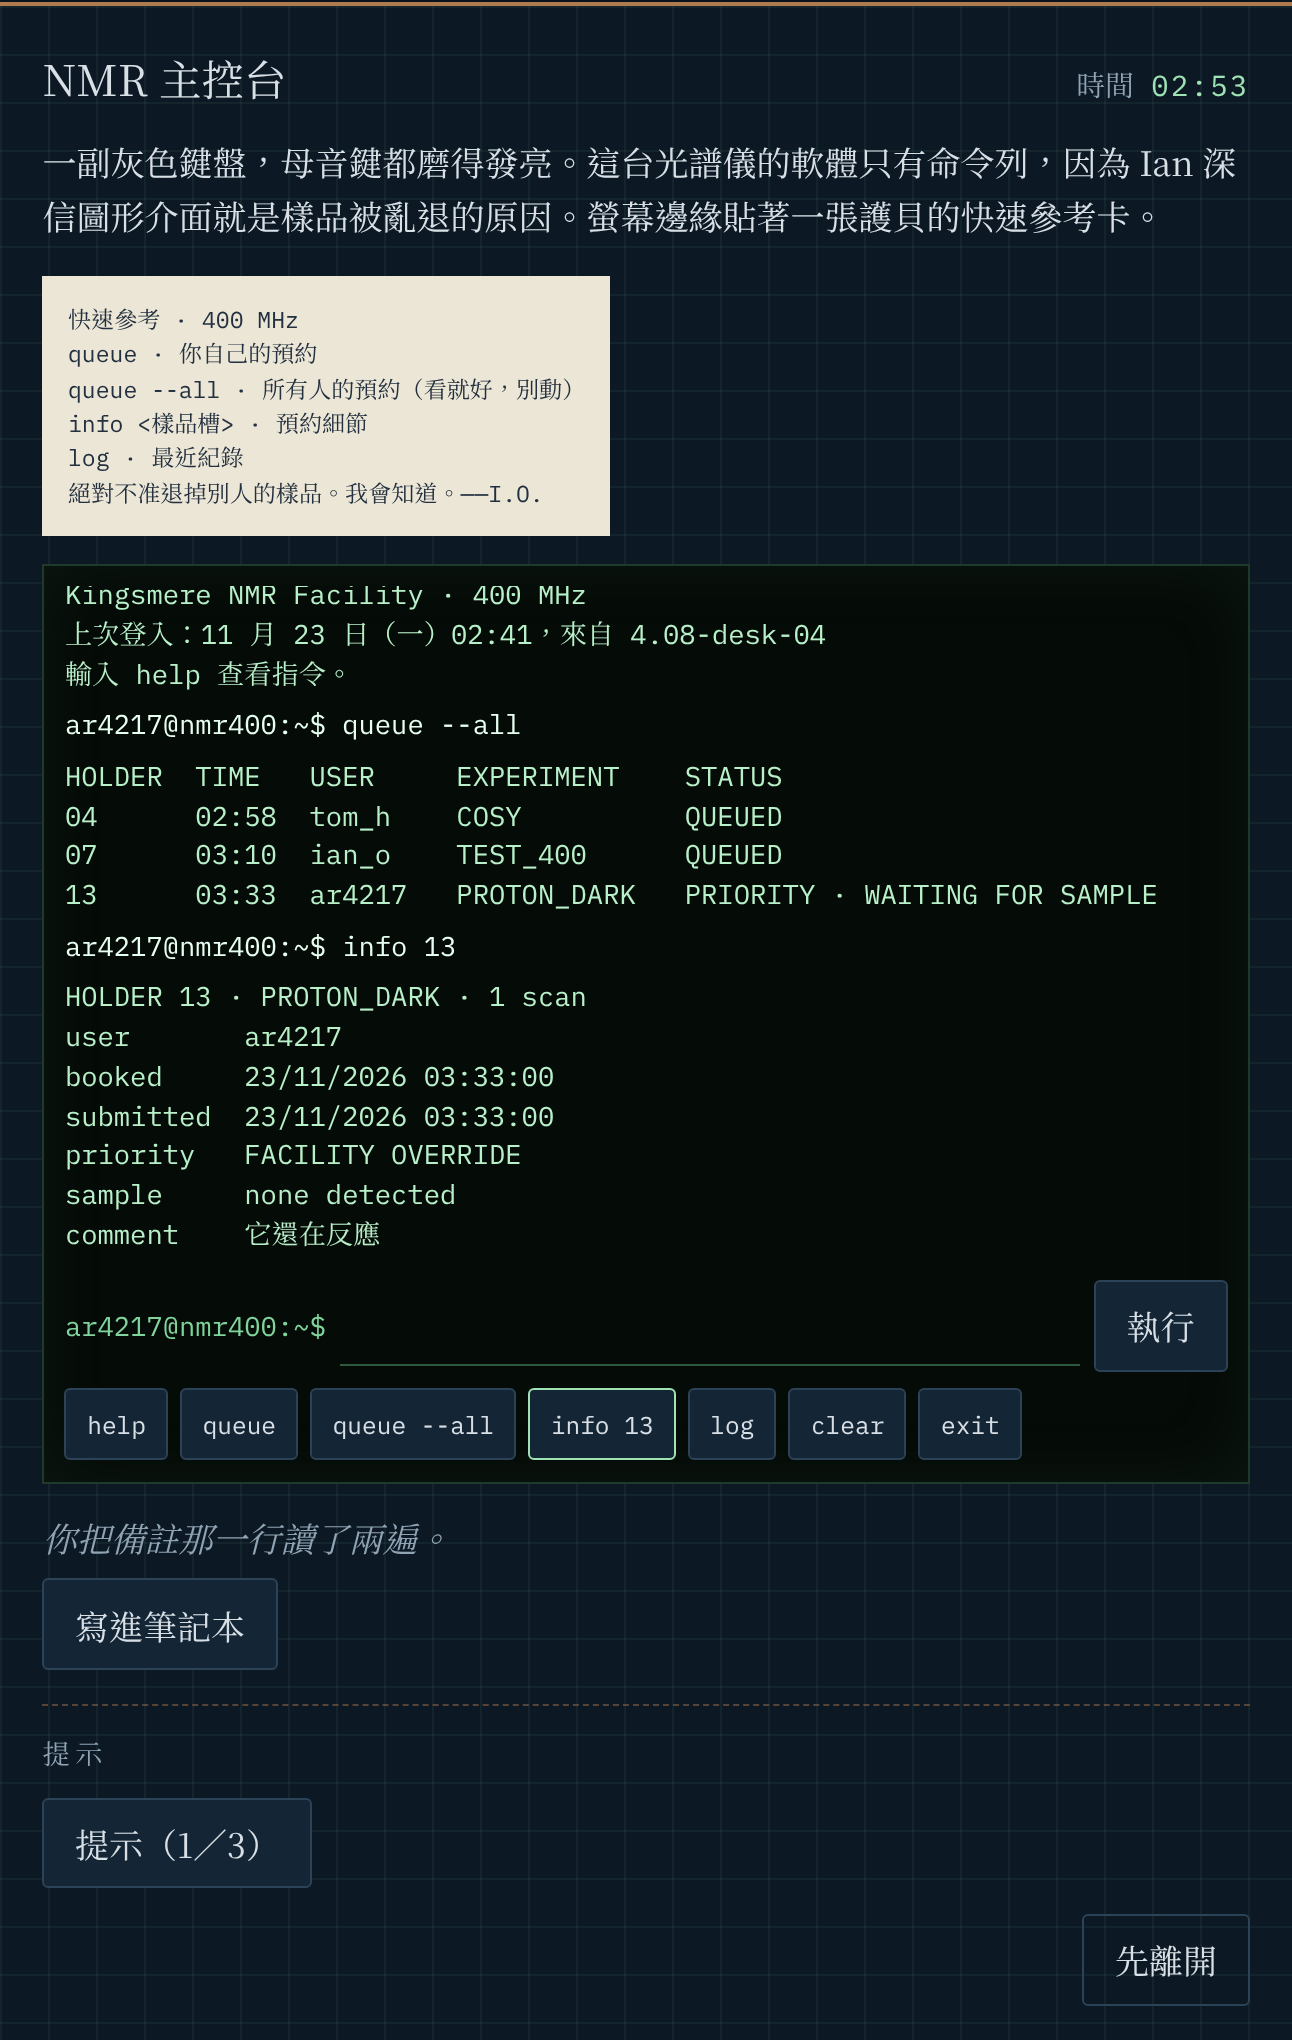 NMR 主控台
時間 02:53
一副灰色鍵盤，母音鍵都磨得發亮。這台光譜儀的軟體只有命令列，因為 Ian 深
信圖形介面就是樣品被亂退的原因。螢幕邊緣貼著一張護貝的快速參考卡。
快速參考 · 400 MHz
queue · 你自己的預約
queue --all · 所有人的預約（看就好，別動）
info <樣品槽> · 預約細節
log · 最近紀錄
絕對不准退掉別人的樣品。我會知道。——I.O.
Kingsmere NMR Facility · 400 MHz
上次登入：11 月 23 日（一）02:41，來自 4.08-desk-04
輸入 help 查看指令。
ar4217@nmr400:~$ queue --all
HOLDER TIME USER EXPERIMENT STATUS
04 02:58 tom_h COSY QUEUED
07 03:10 ian_o TEST_400 QUEUED
13 03:33 ar4217 PROTON_DARK PRIORITY · WAITING FOR SAMPLE
ar4217@nmr400:~$ info 13
HOLDER 13 · PROTON_DARK · 1 scan
user ar4217
booked 23/11/2026 03:33:00
submitted 23/11/2026 03:33:00
priority FACILITY OVERRIDE
sample none detected
comment 它還在反應
ar4217@nmr400:~$
執行
help queue queue --all info 13 log clear exit
你把備註那一行讀了兩遍。
寫進筆記本
提示
提示（1／3）
先離開